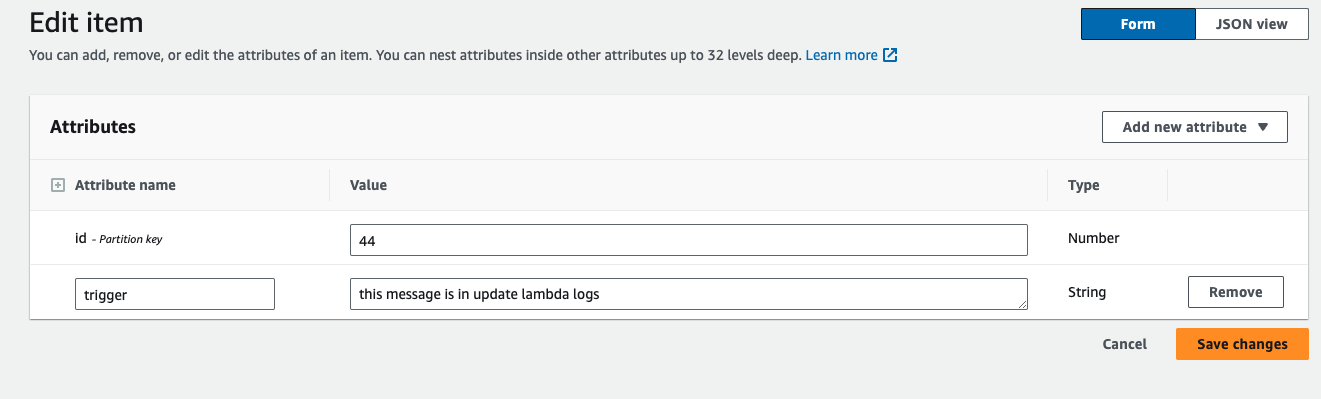 Edit item
Form
JSON view
You can add, remove, or edit the attributes of an item. You can nest attributes inside other attributes up to 32 levels deep. Learn more
Attributes
Add new attribute
Attribute name
Value
Type
id - Partition key
44
Number
trigger
this message is in update lambda logs
String
Remove
Cancel
Save changes